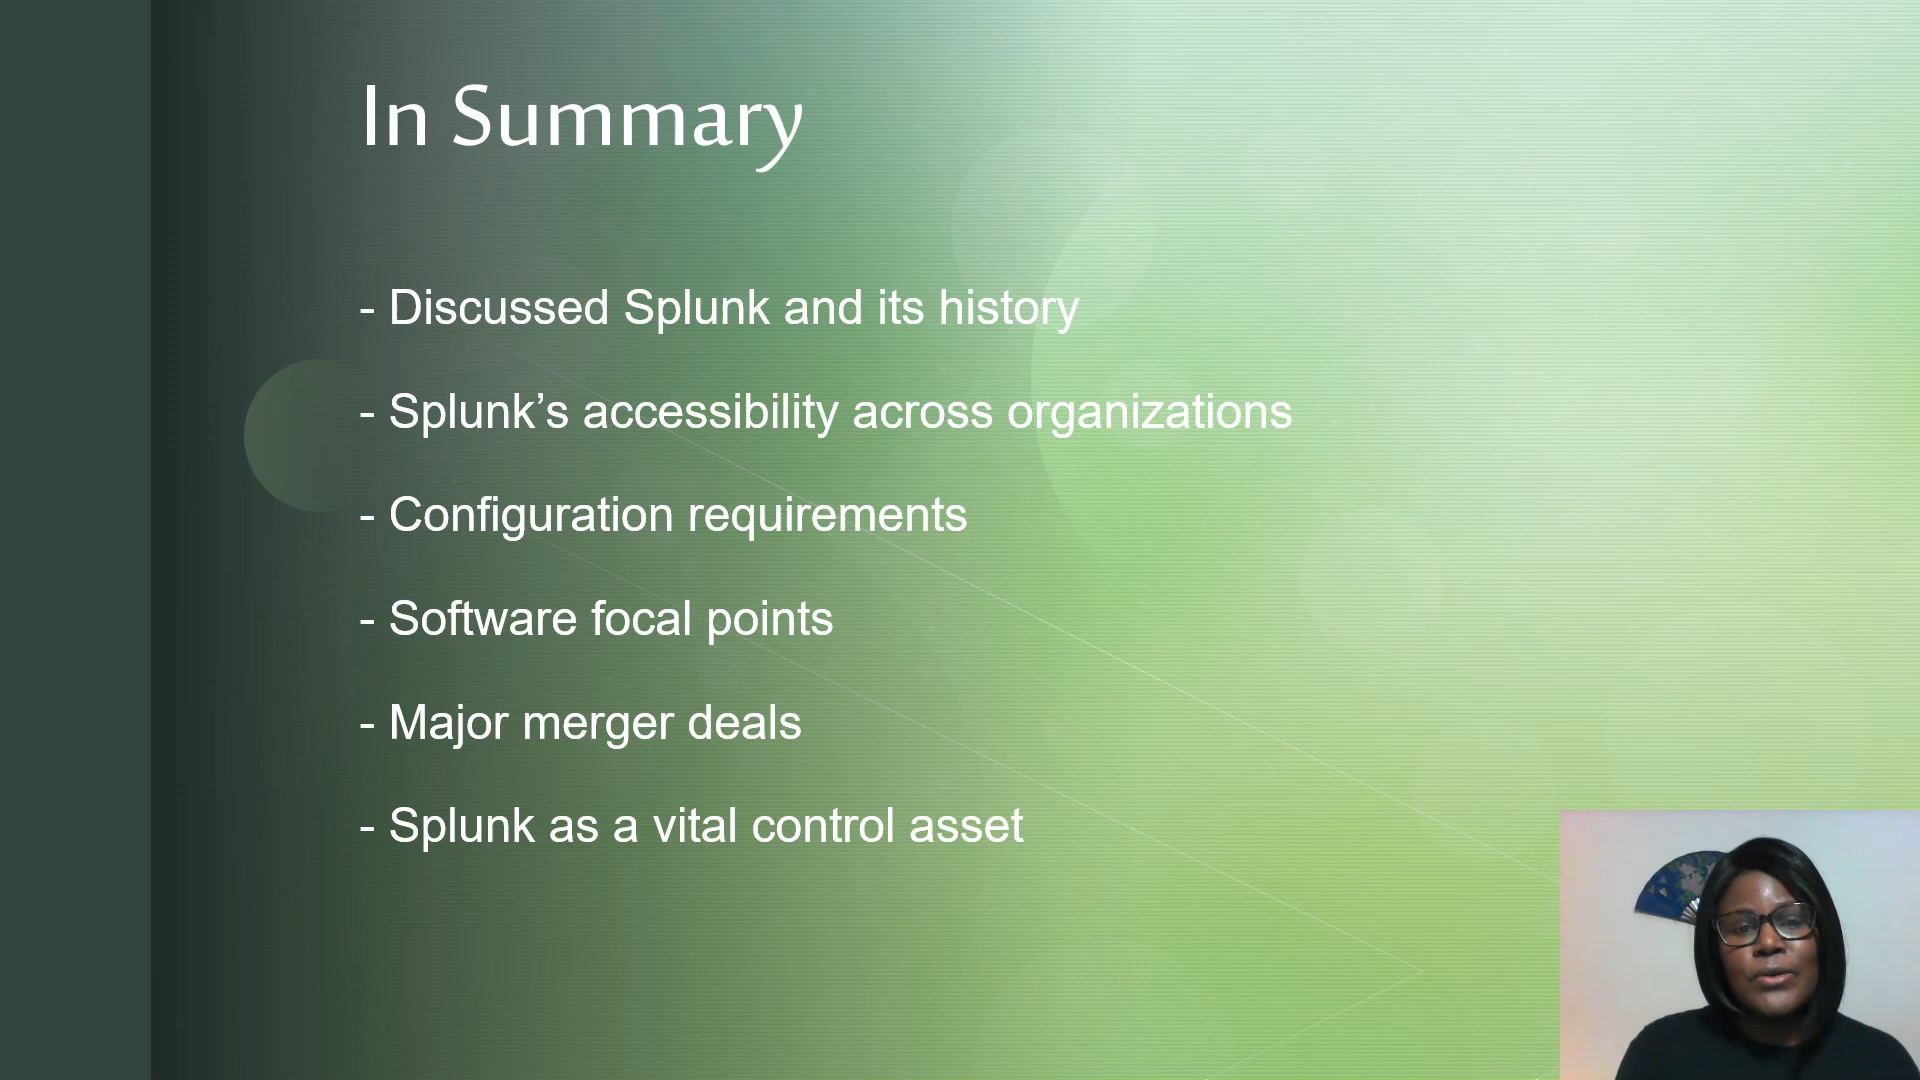 In Summary
- Discussed Splunk and its history
- Splunk’s accessibility across organizations
- Configuration requirements
- Software focal points
- Major merger deals
- Splunk as a vital control asset